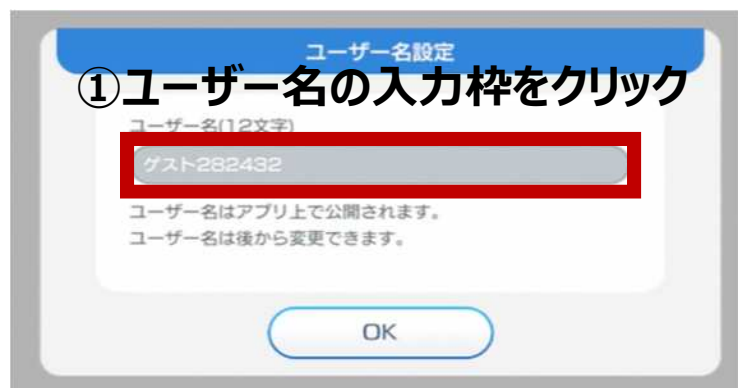 ユーザー名設定
①ユーザー名の入力枠をクリック
ユーザー名(12文字)
ゲスト282432
ユーザー名はアプリ上で公開されます。
ユーザー名は後から変更できます。
OK